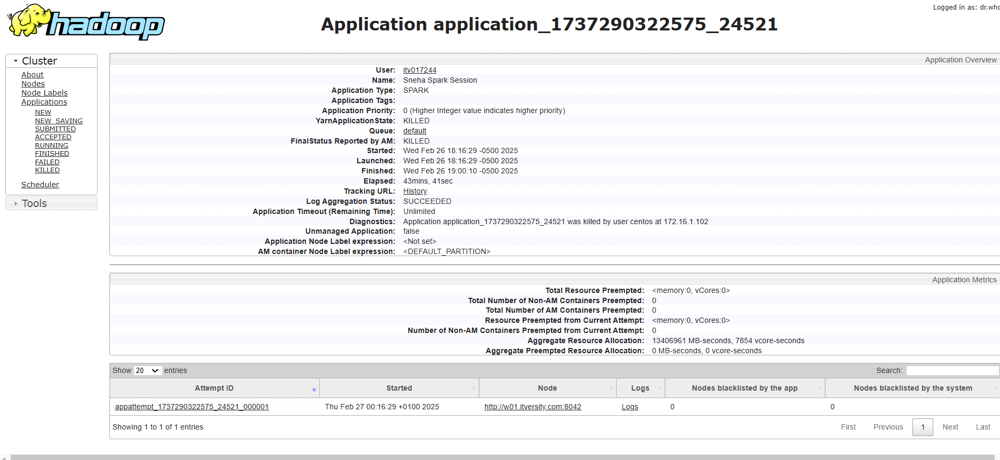 hadoop
Logged in as: dr.who
Application application_1737290322575_24521
Cluster
About
Nodes
Node Labels
Applications
NEW
NEW_SAVING
SUBMITTED
ACCEPTED
RUNNING
FINISHED
FAILED
KILLED
Scheduler
Tools
Application Overview
User: itv017244
Name: Sneha Spark Session
Application Type: SPARK
Application Tags:
Application Priority: 0 (Higher Integer value indicates higher priority)
YarnApplicationState: KILLED
Queue: default
FinalStatus Reported by AM: KILLED
Started: Wed Feb 26 18:16:29 -0500 2025
Launched: Wed Feb 26 18:16:29 -0500 2025
Finished: Wed Feb 26 19:00:10 -0500 2025
Elapsed: 43mins, 41sec
Tracking URL: History
Log Aggregation Status: SUCCEEDED
Application Timeout (Remaining Time): Unlimited
Diagnostics: Application application_1737290322575_24521 was killed by user centos at 172.16.1.102
Unmanaged Application: false
Application Node Label expression: <Not set>
AM container Node Label expression: <DEFAULT_PARTITION>
Application Metrics
Total Resource Preempted: <memory:0, vCores:0>
Total Number of Non-AM Containers Preempted: 0
Total Number of AM Containers Preempted: 0
Resource Preempted from Current Attempt: <memory:0, vCores:0>
Number of Non-AM Containers Preempted from Current Attempt: 0
Aggregate Resource Allocation: 13406961 MB-seconds, 7854 vcore-seconds
Aggregate Preempted Resource Allocation: 0 MB-seconds, 0 vcore-seconds
Show 20 entries Search:
Attempt ID Started Node Logs Nodes blacklisted by the app Nodes blacklisted by the system
appattempt_1737290322575_24521_000001 Thu Feb 27 00:16:29 +0100 2025 http://w01.itversity.com:8042 Logs 0 0
Showing 1 to 1 of 1 entries First Previous 1 Next Last